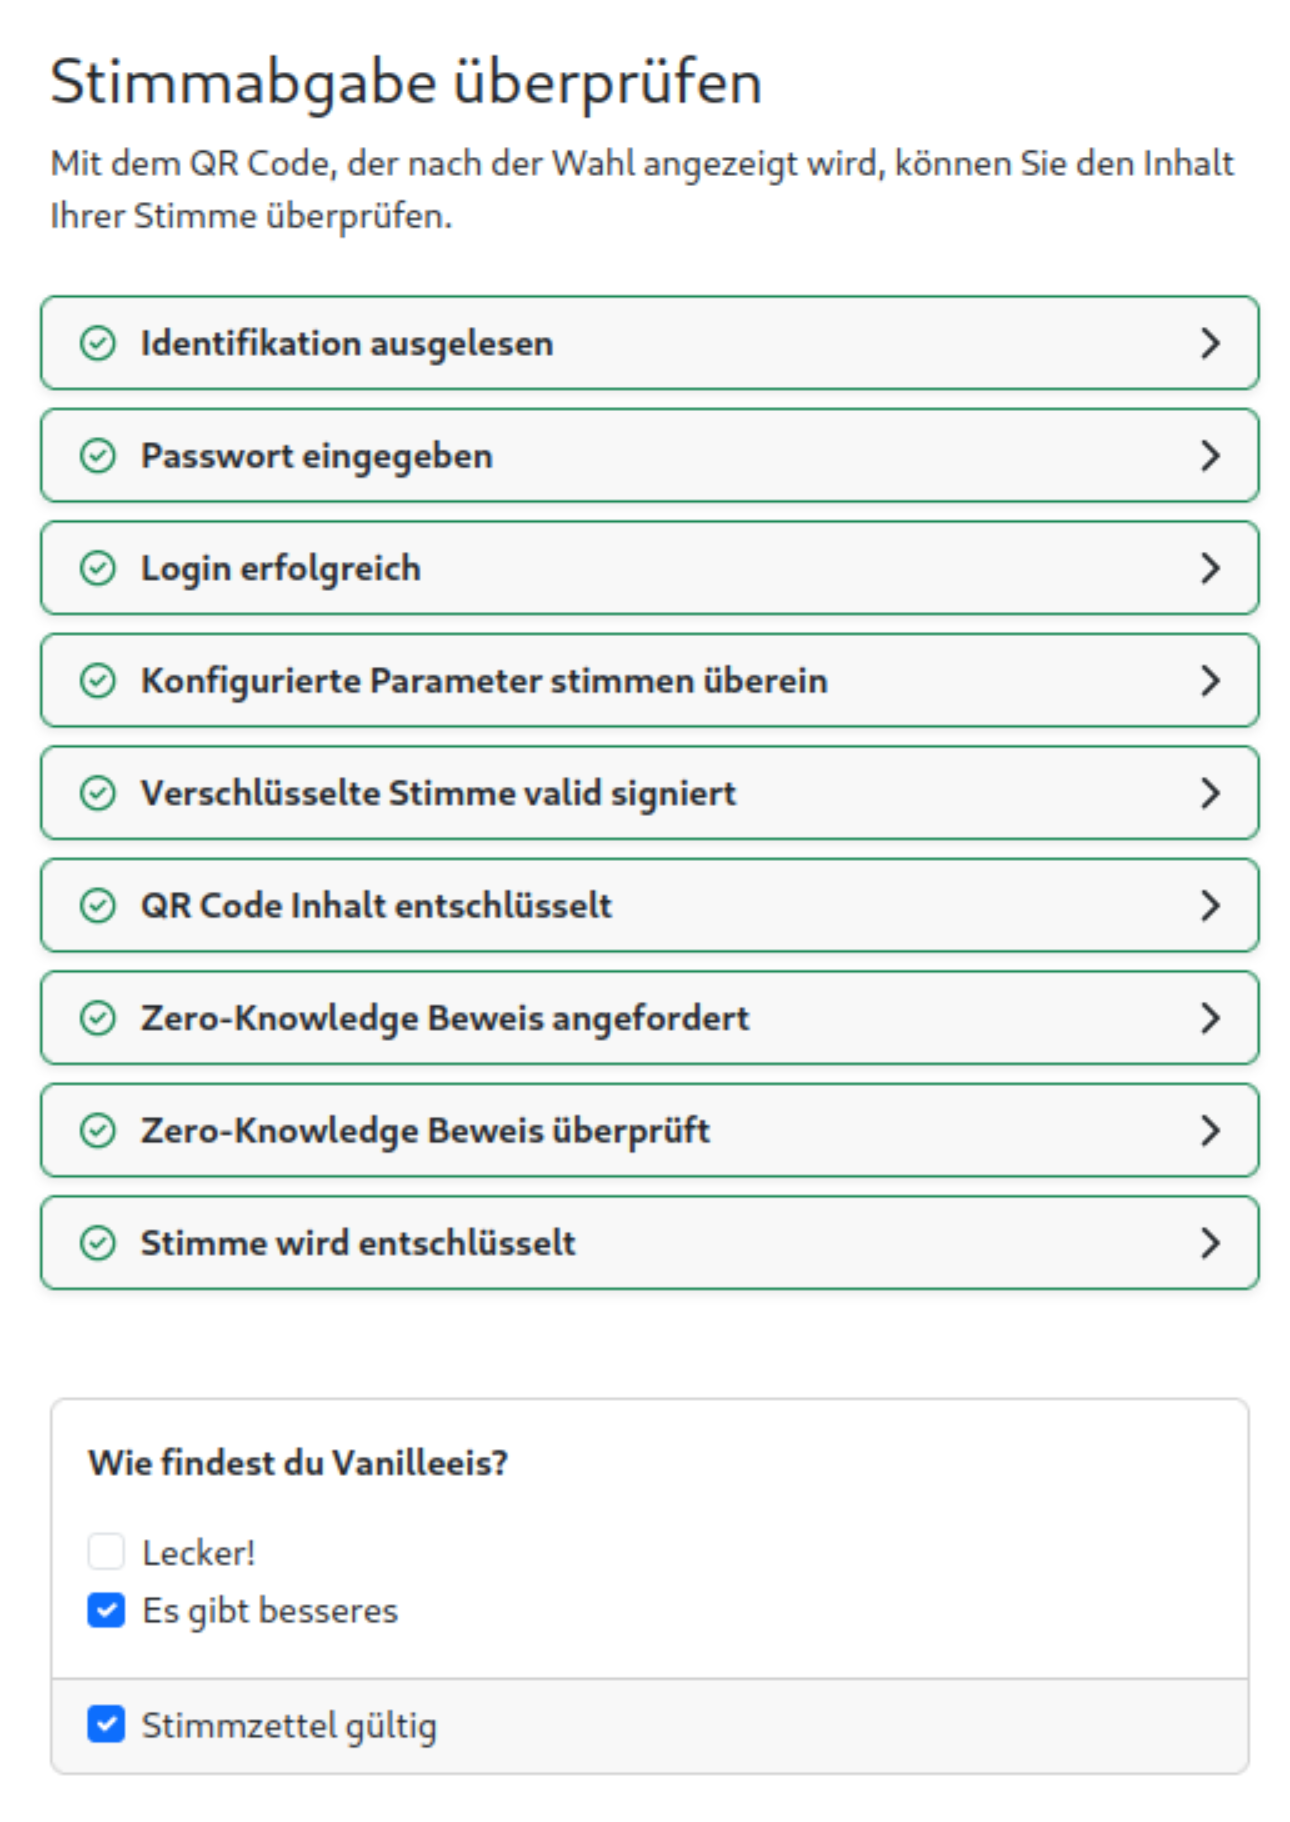 Stimmabgabe überprüfen
Mit dem QR Code, der nach der Wahl angezeigt wird, können Sie den Inhalt
Ihrer Stimme überprüfen.
Identifikation ausgelesen
Passwort eingegeben
Login erfolgreich
Konfigurierte Parameter stimmen überein
Verschlüsselte Stimme valid signiert
QR Code Inhalt entschlüsselt
Zero-Knowledge Beweis angefordert
Zero-Knowledge Beweis überprüft
Stimme wird entschlüsselt
Wie findest du Vanilleeis?
Lecker!
Es gibt besseres
Stimmzettel gültig